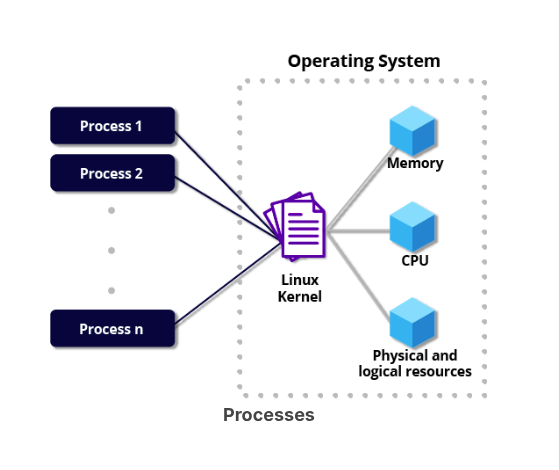 Operating System
Process 1
Process 2
Process n
Linux
Kernel
Memory
CPU
Physical and
logical resources
Processes